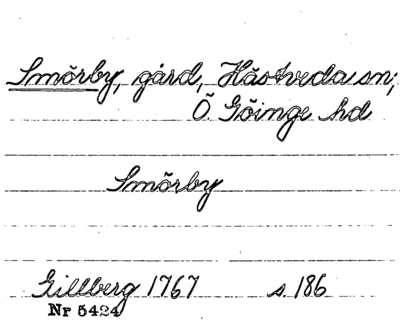 Smörby, gård, Hästveda sn;
Ö Göinge hd
Smörby
Gillberg 1767 s. 186
Nr 5424